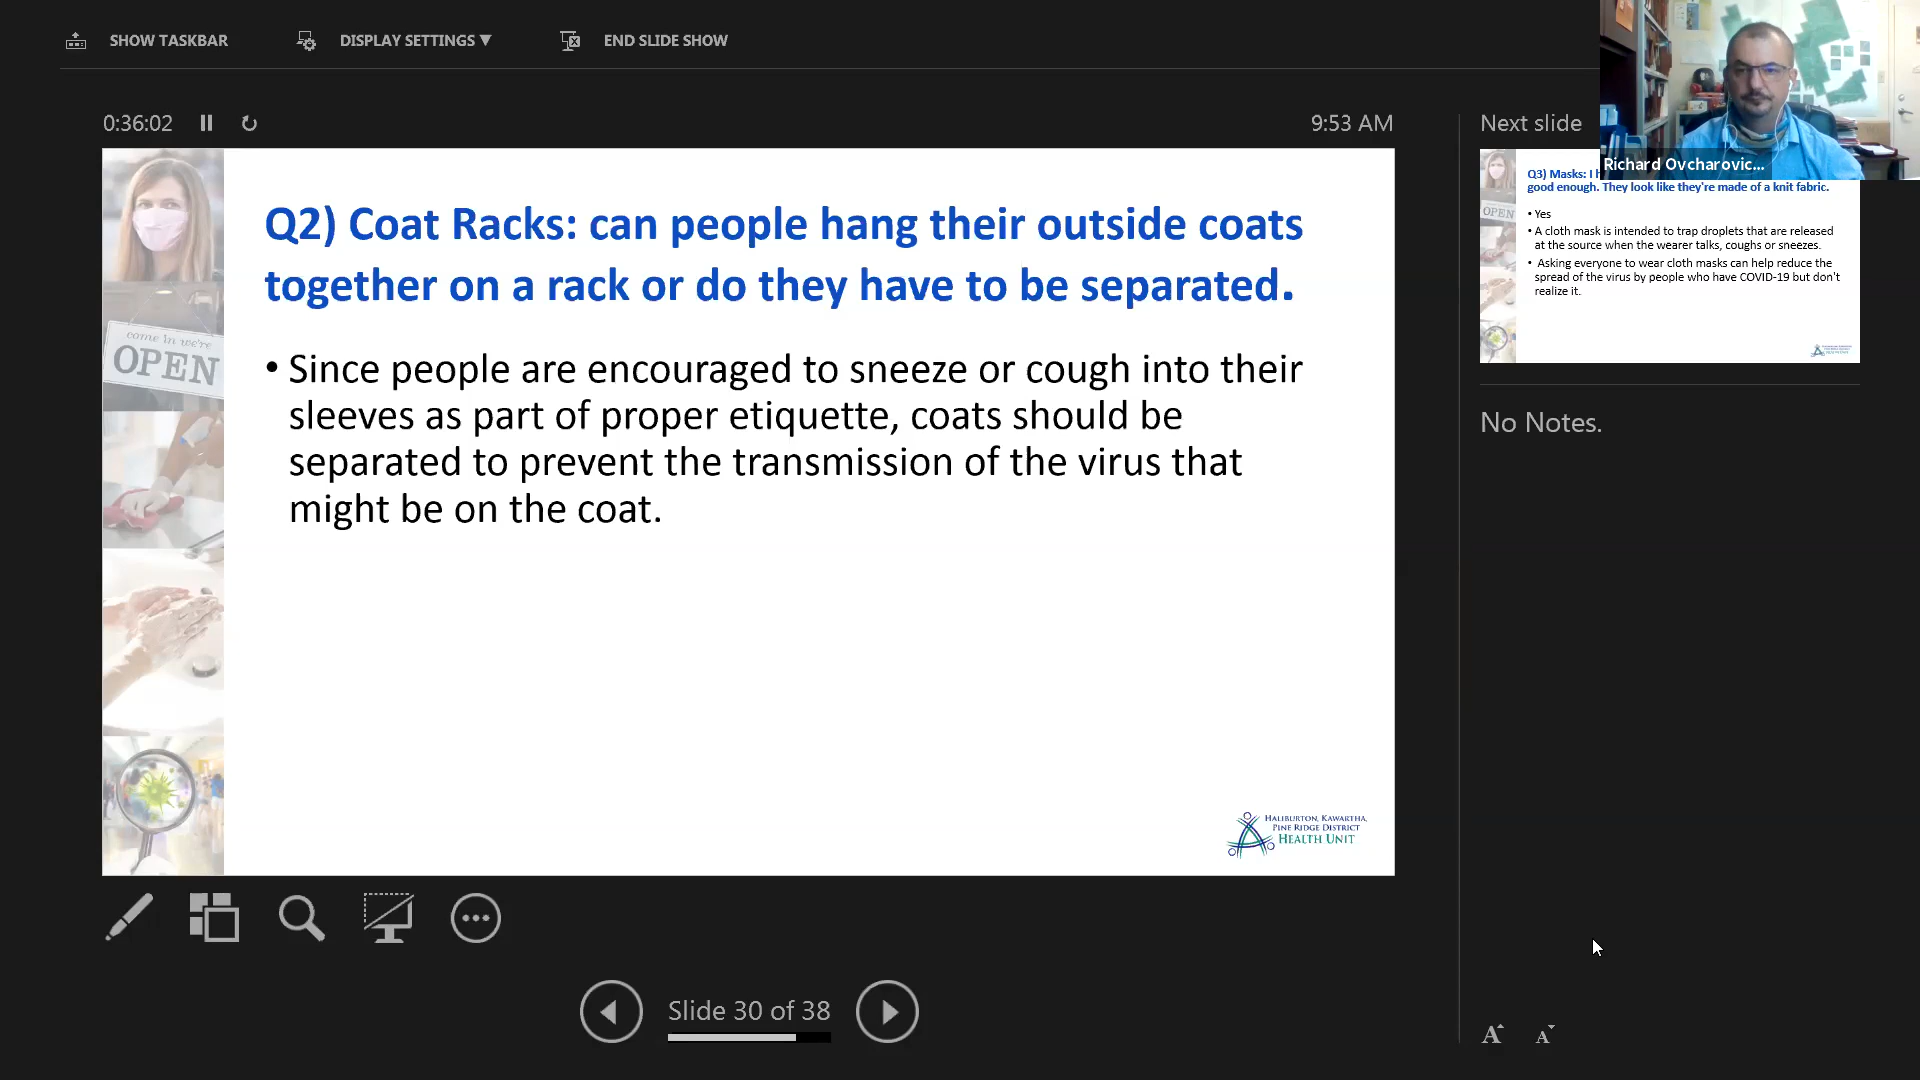 SHOW TASKBAR
DISPLAY SETTINGS ▼
END SLIDE SHOW
0:36:02
9:53 AM
Next slide
Richard Ovcharovic...
come in we're
OPEN
Q2) Coat Racks: can people hang their outside coats
together on a rack or do they have to be separated.
• Since people are encouraged to sneeze or cough into their
sleeves as part of proper etiquette, coats should be
separated to prevent the transmission of the virus that
might be on the coat.
HALIBURTON, KAWARTHA,
PINE RIDGE DISTRICT
HEALTH UNIT
Q3) Masks: I
good enough. They look like they're made of a knit fabric.
OPEN
• Yes
• A cloth mask is intended to trap droplets that are released
at the source when the wearer talks, coughs or sneezes.
• Asking everyone to wear cloth masks can help reduce the
spread of the virus by people who have COVID-19 but don't
realize it.
No Notes.
Slide 30 of 38
A A